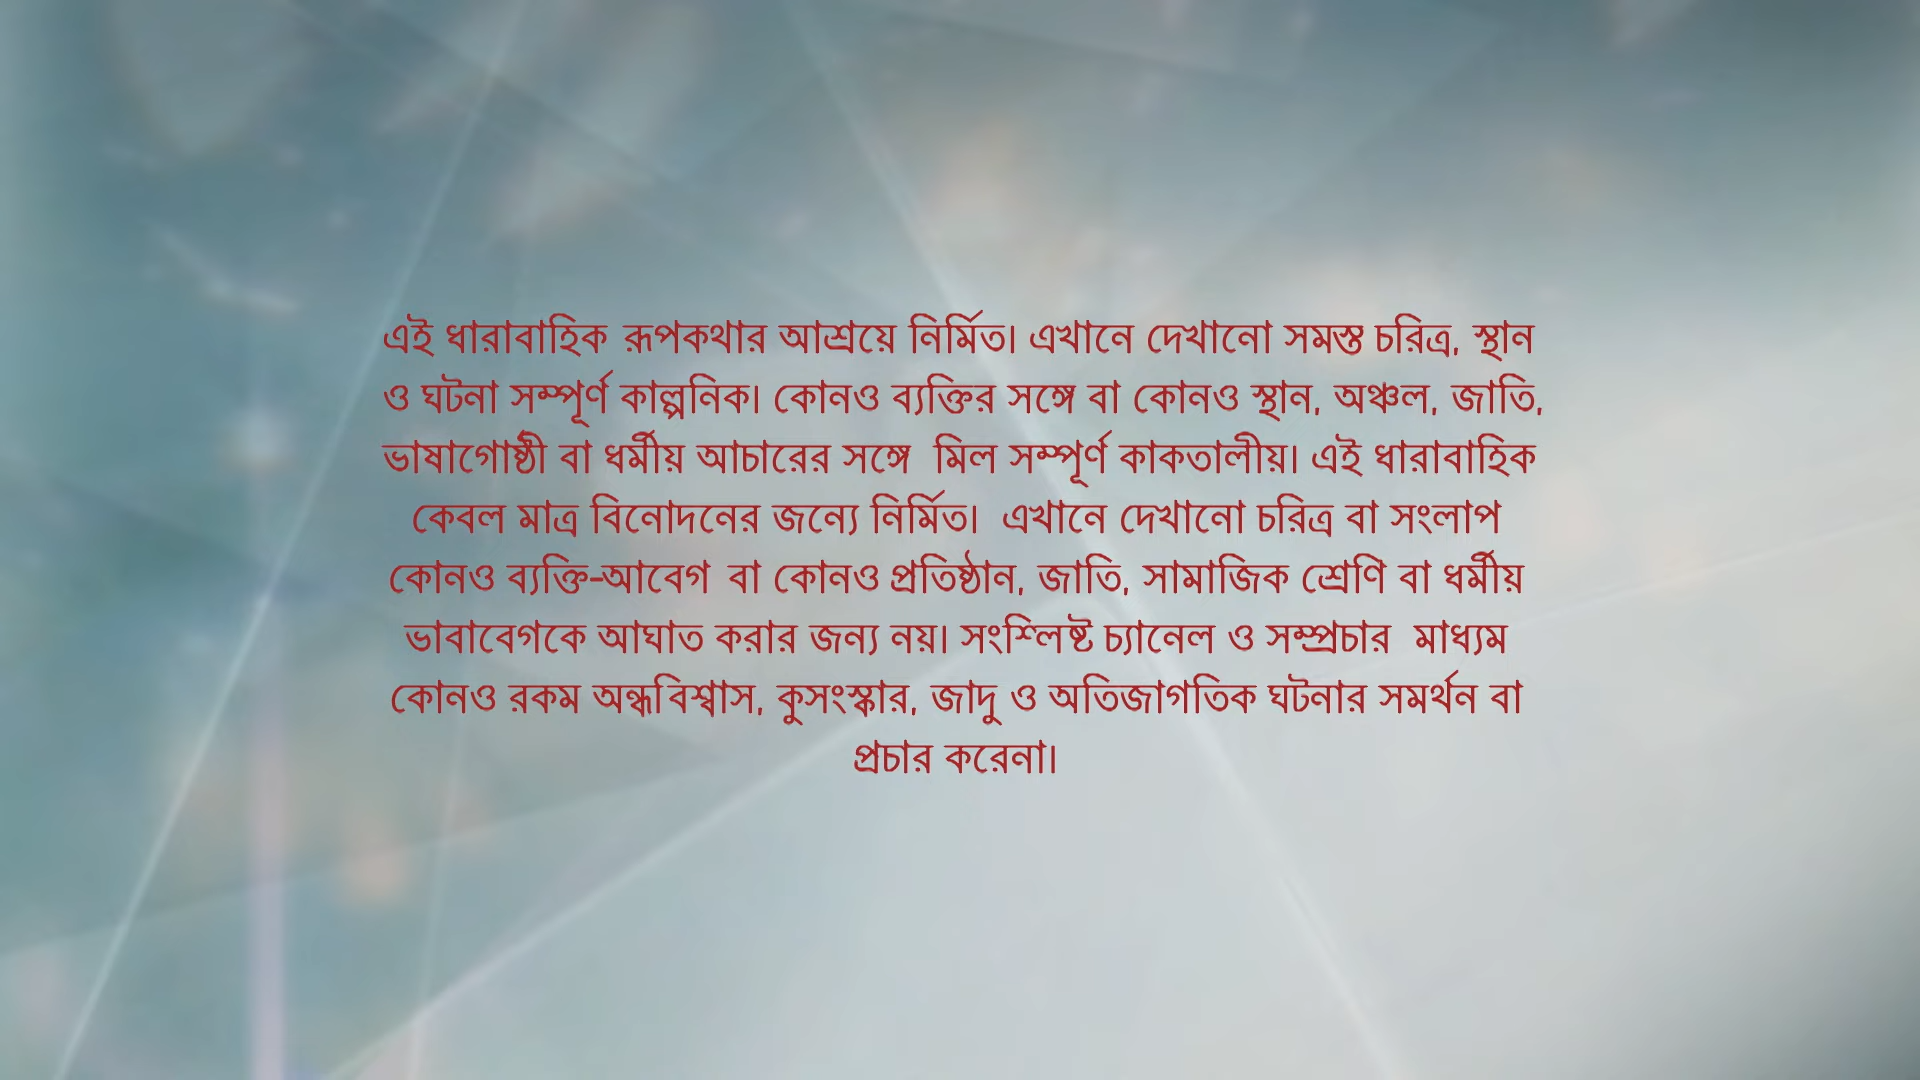 এই ধারাবাহিক রূপকথার আশ্রয়ে নির্মিত। এখানে দেখানো সমস্ত চরিত্র, স্থান
ও ঘটনা সম্পূর্ণ কাল্পনিক। কোনও ব্যক্তির সঙ্গে বা কোনও স্থান, অঞ্চল, জাতি,
ভাষাগোষ্ঠী বা ধর্মীয় আচারের সঙ্গে মিল সম্পূর্ণ কাকতালীয়। এই ধারাবাহিক
কেবল মাত্র বিনোদনের জন্যে নির্মিত। এখানে দেখানো চরিত্র বা সংলাপ
কোনও ব্যক্তি-আবেগ বা কোনও প্রতিষ্ঠান, জাতি, সামাজিক শ্রেণি বা ধর্মীয়
ভাবাবেগকে আঘাত করার জন্য নয়। সংশ্লিষ্ট চ্যানেল ও সম্প্রচার মাধ্যম
কোনও রকম অন্ধবিশ্বাস, কুসংস্কার, জাদু ও অতিজাগতিক ঘটনার সমর্থন বা
প্রচার করেনা।